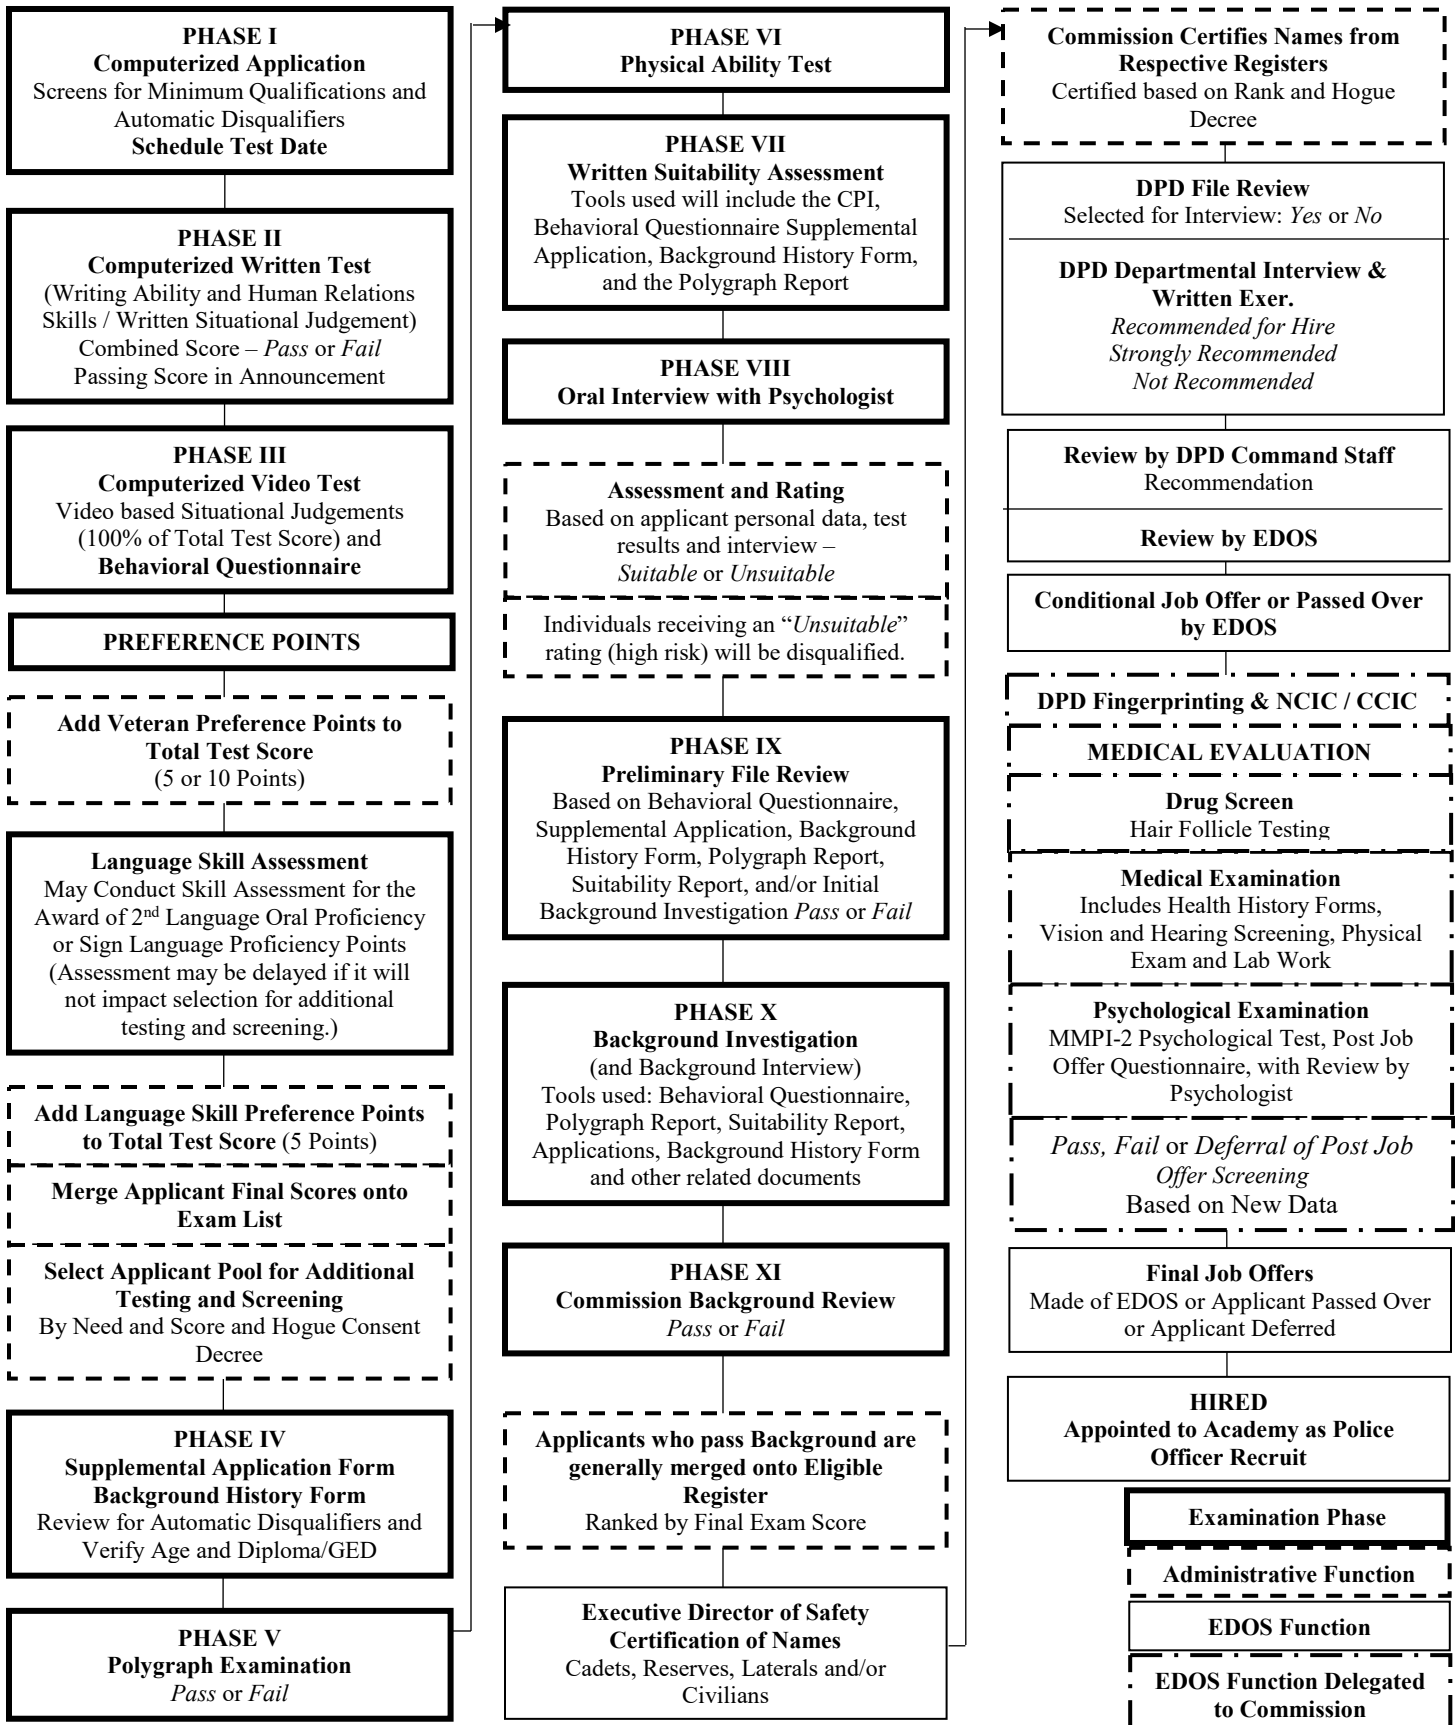 PHASE I
Computerized Application
Screens for Minimum Qualifications and
Automatic Disqualifiers
Schedule Test Date
PHASE II
Computerized Written Test
(Writing Ability and Human Relations
Skills / Written Situational Judgement)
Combined Score – Pass or Fail
Passing Score in Announcement
PHASE III
Computerized Video Test
Video based Situational Judgements
(100% of Total Test Score) and
Behavioral Questionnaire
PREFERENCE POINTS
Add Veteran Preference Points to
Total Test Score
(5 or 10 Points)
Language Skill Assessment
May Conduct Skill Assessment for the
Award of 2nd Language Oral Proficiency
or Sign Language Proficiency Points
(Assessment may be delayed if it will
not impact selection for additional
testing and screening.)
Add Language Skill Preference Points
to Total Test Score (5 Points)
Merge Applicant Final Scores onto
Exam List
Select Applicant Pool for Additional
Testing and Screening
By Need and Score and Hogue Consent
Decree
PHASE IV
Supplemental Application Form
Background History Form
Review for Automatic Disqualifiers and
Verify Age and Diploma/GED
PHASE V
Polygraph Examination
Pass or Fail
PHASE VI
Physical Ability Test
PHASE VII
Written Suitability Assessment
Tools used will include the CPI,
Behavioral Questionnaire Supplemental
Application, Background History Form,
and the Polygraph Report
PHASE VIII
Oral Interview with Psychologist
Assessment and Rating
Based on applicant personal data, test
results and interview –
Suitable or Unsuitable
Individuals receiving an “Unsuitable”
rating (high risk) will be disqualified.
PHASE IX
Preliminary File Review
Based on Behavioral Questionnaire,
Supplemental Application, Background
History Form, Polygraph Report,
Suitability Report, and/or Initial
Background Investigation Pass or Fail
PHASE X
Background Investigation
(and Background Interview)
Tools used: Behavioral Questionnaire,
Polygraph Report, Suitability Report,
Applications, Background History Form
and other related documents
PHASE XI
Commission Background Review
Pass or Fail
Applicants who pass Background are
generally merged onto Eligible
Register
Ranked by Final Exam Score
Executive Director of Safety
Certification of Names
Cadets, Reserves, Laterals and/or
Civilians
Commission Certifies Names from
Respective Registers
Certified based on Rank and Hogue
Decree
DPD File Review
Selected for Interview: Yes or No
DPD Departmental Interview &
Written Exer.
Recommended for Hire
Strongly Recommended
Not Recommended
Review by DPD Command Staff
Recommendation
Review by EDOS
Conditional Job Offer or Passed Over
by EDOS
DPD Fingerprinting & NCIC / CCIC
MEDICAL EVALUATION
Drug Screen
Hair Follicle Testing
Medical Examination
Includes Health History Forms,
Vision and Hearing Screening, Physical
Exam and Lab Work
Psychological Examination
MMPI-2 Psychological Test, Post Job
Offer Questionnaire, with Review by
Psychologist
Pass, Fail or Deferral of Post Job
Offer Screening
Based on New Data
Final Job Offers
Made of EDOS or Applicant Passed Over
or Applicant Deferred
HIRED
Appointed to Academy as Police
Officer Recruit
Examination Phase
Administrative Function
EDOS Function
EDOS Function Delegated
to Commission